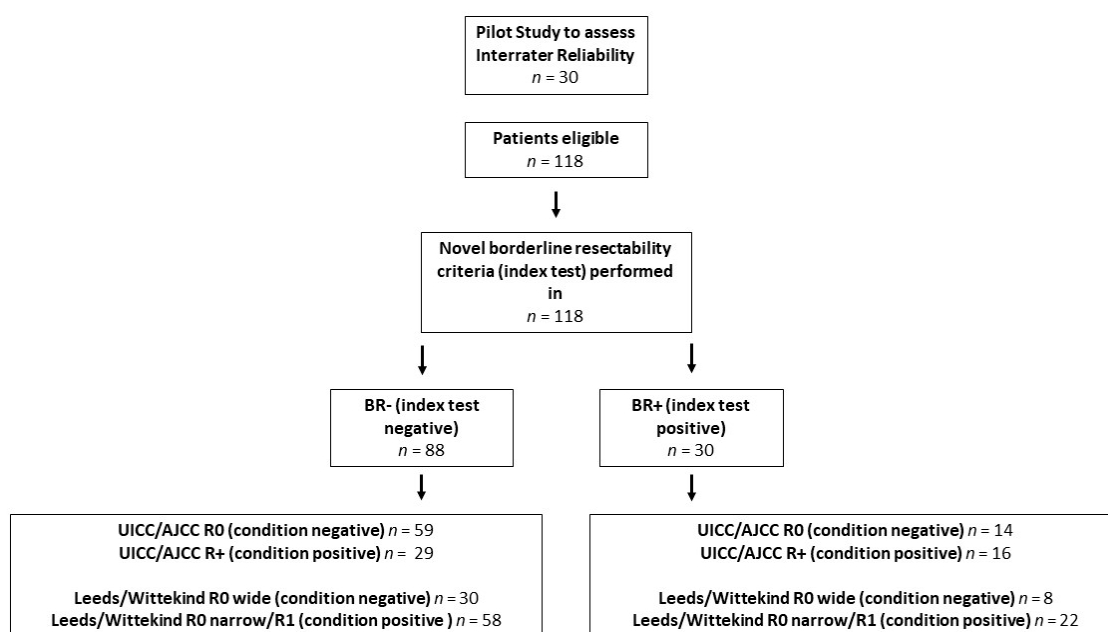 Pilot Study to assess
Interrater Reliability
n = 30
Patients eligible
n = 118
Novel borderline resectability
criteria (index test) performed
in
n = 118
BR- (index test
negative)
n = 88
BR+ (index test
positive)
n = 30
UICC/AJCC R0 (condition negative) n = 59
UICC/AJCC R+ (condition positive) n = 29
Leeds/Wittekind R0 wide (condition negative) n = 30
Leeds/Wittekind R0 narrow/R1 (condition positive ) n = 58
UICC/AJCC R0 (condition negative) n = 14
UICC/AJCC R+ (condition positive) n = 16
Leeds/Wittekind R0 wide (condition negative) n = 8
Leeds/Wittekind R0 narrow/R1 (condition positive) n = 22